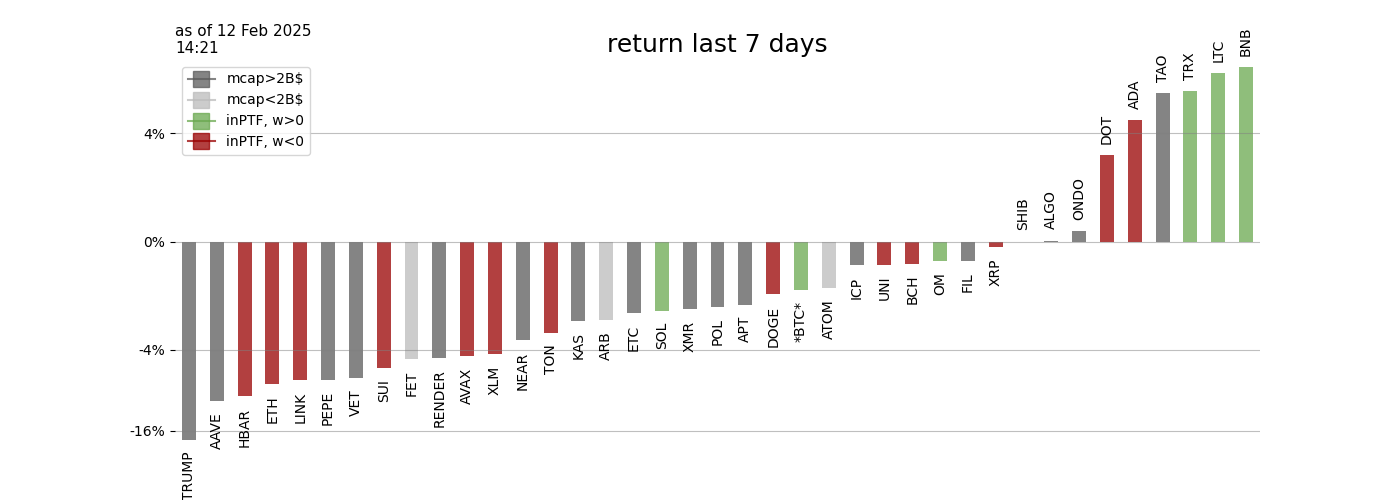 as of 12 Feb 2025
14:21
return last 7 days
mcap>2B$
mcap<2B$
inPTF, w>0
inPTF, w<0
4%
0%
-4%
-16%
TRUMP
AAVE
HBAR
ETH
LINK
PEPE
VET
SUI
FET
RENDER
AVAX
XLM
NEAR
TON
KAS
ARB
ETC
SOL
XMR
POL
APT
DOGE
*BTC*
ATOM
ICP
UNI
BCH
OM
FIL
XRP
SHIB
ALGO
ONDO
DOT
ADA
TAO
TRX
LTC
BNB